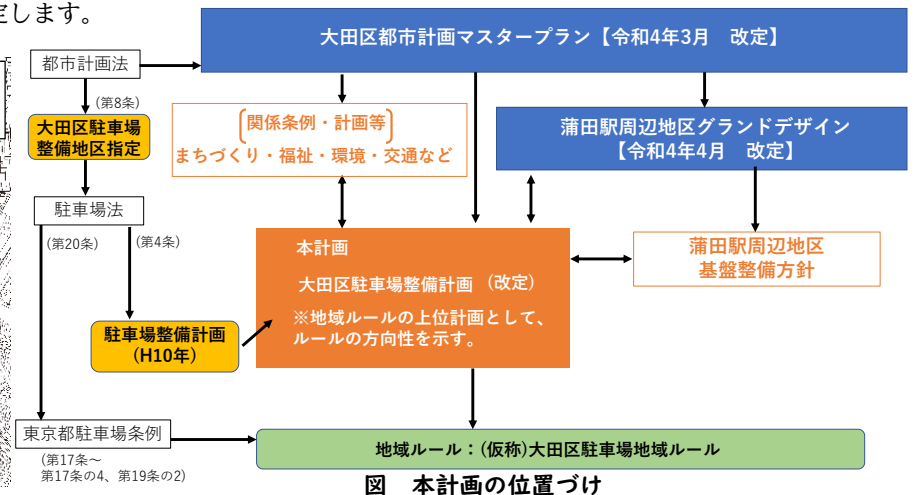 定します。
大田区都市計画マスタープラン【令和4年3月　改定】
都市計画法
(第8条)
大田区駐車場
整備地区指定
関係条例・計画等
まちづくり・福祉・環境・交通など
蒲田駅周辺地区グランドデザイン
【令和4年4月　改定】
駐車場法
(第20条)
(第4条)
本計画
大田区駐車場整備計画 （改定）
※地域ルールの上位計画として、
ルールの方向性を示す。
蒲田駅周辺地区
基盤整備方針
駐車場整備計画
(H10年)
東京都駐車場条例
(第17条～
第17条の4、第19条の2)
地域ルール：(仮称)大田区駐車場地域ルール
図　本計画の位置づけ